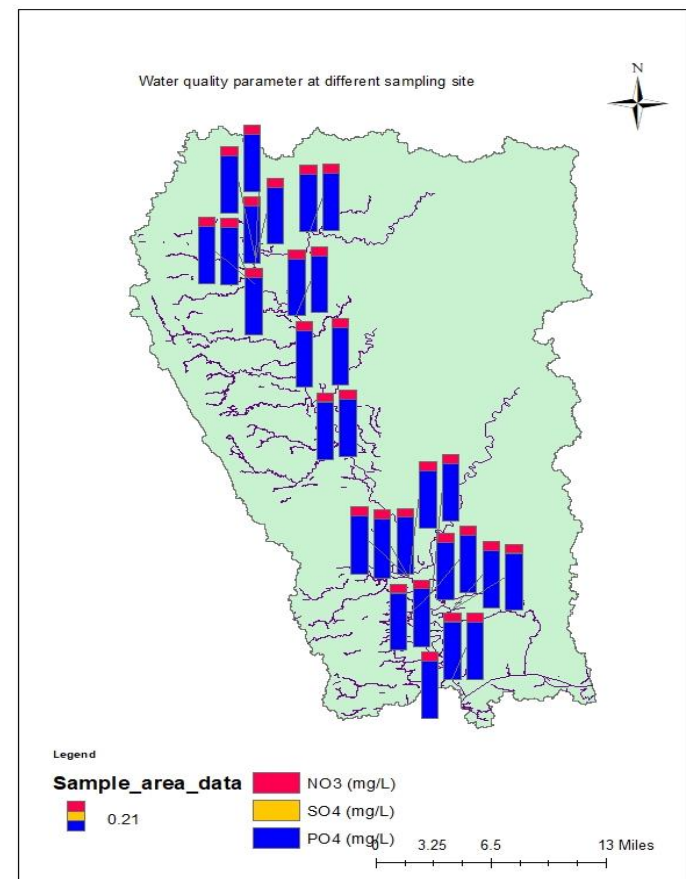 Water quality parameter at different sampling site
N
Legend
Sample_area_data
0.21
NO3 (mg/L)
SO4 (mg/L)
PO4 (mg/L)
0 3.25 6.5 13 Miles